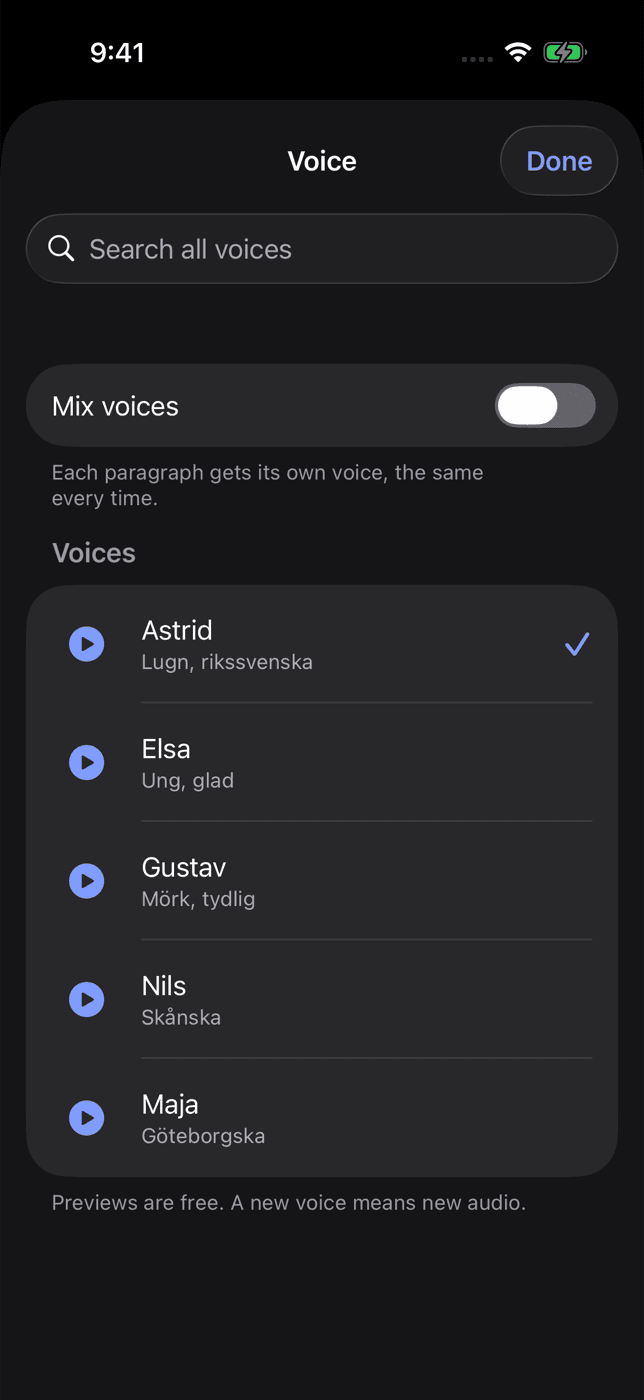 9:41
Voice
Done
Search all voices
Mix voices
Each paragraph gets its own voice, the same
every time.
Voices
Astrid
Lugn, rikssvenska
Elsa
Ung, glad
Gustav
Mörk, tydlig
Nils
Skånska
Maja
Göteborgska
Previews are free. A new voice means new audio.